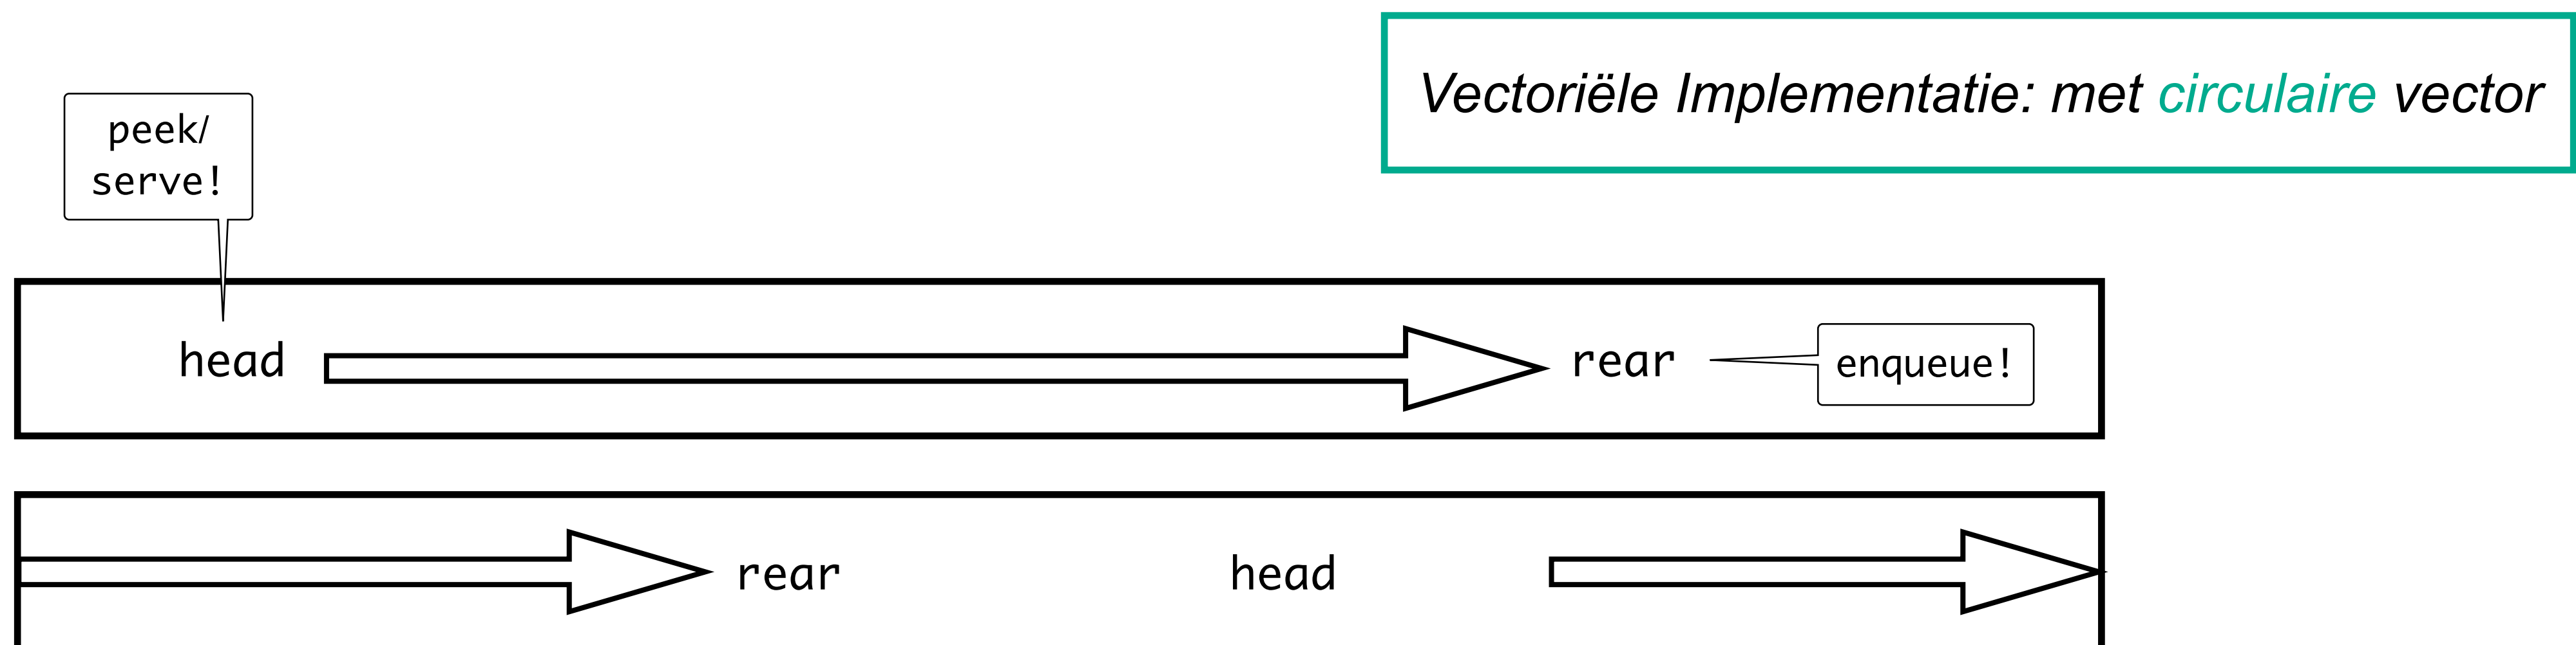 Vectoriële Implementatie: met circulaire vector
peek/
serve!
head
rear
enqueue!
rear
head